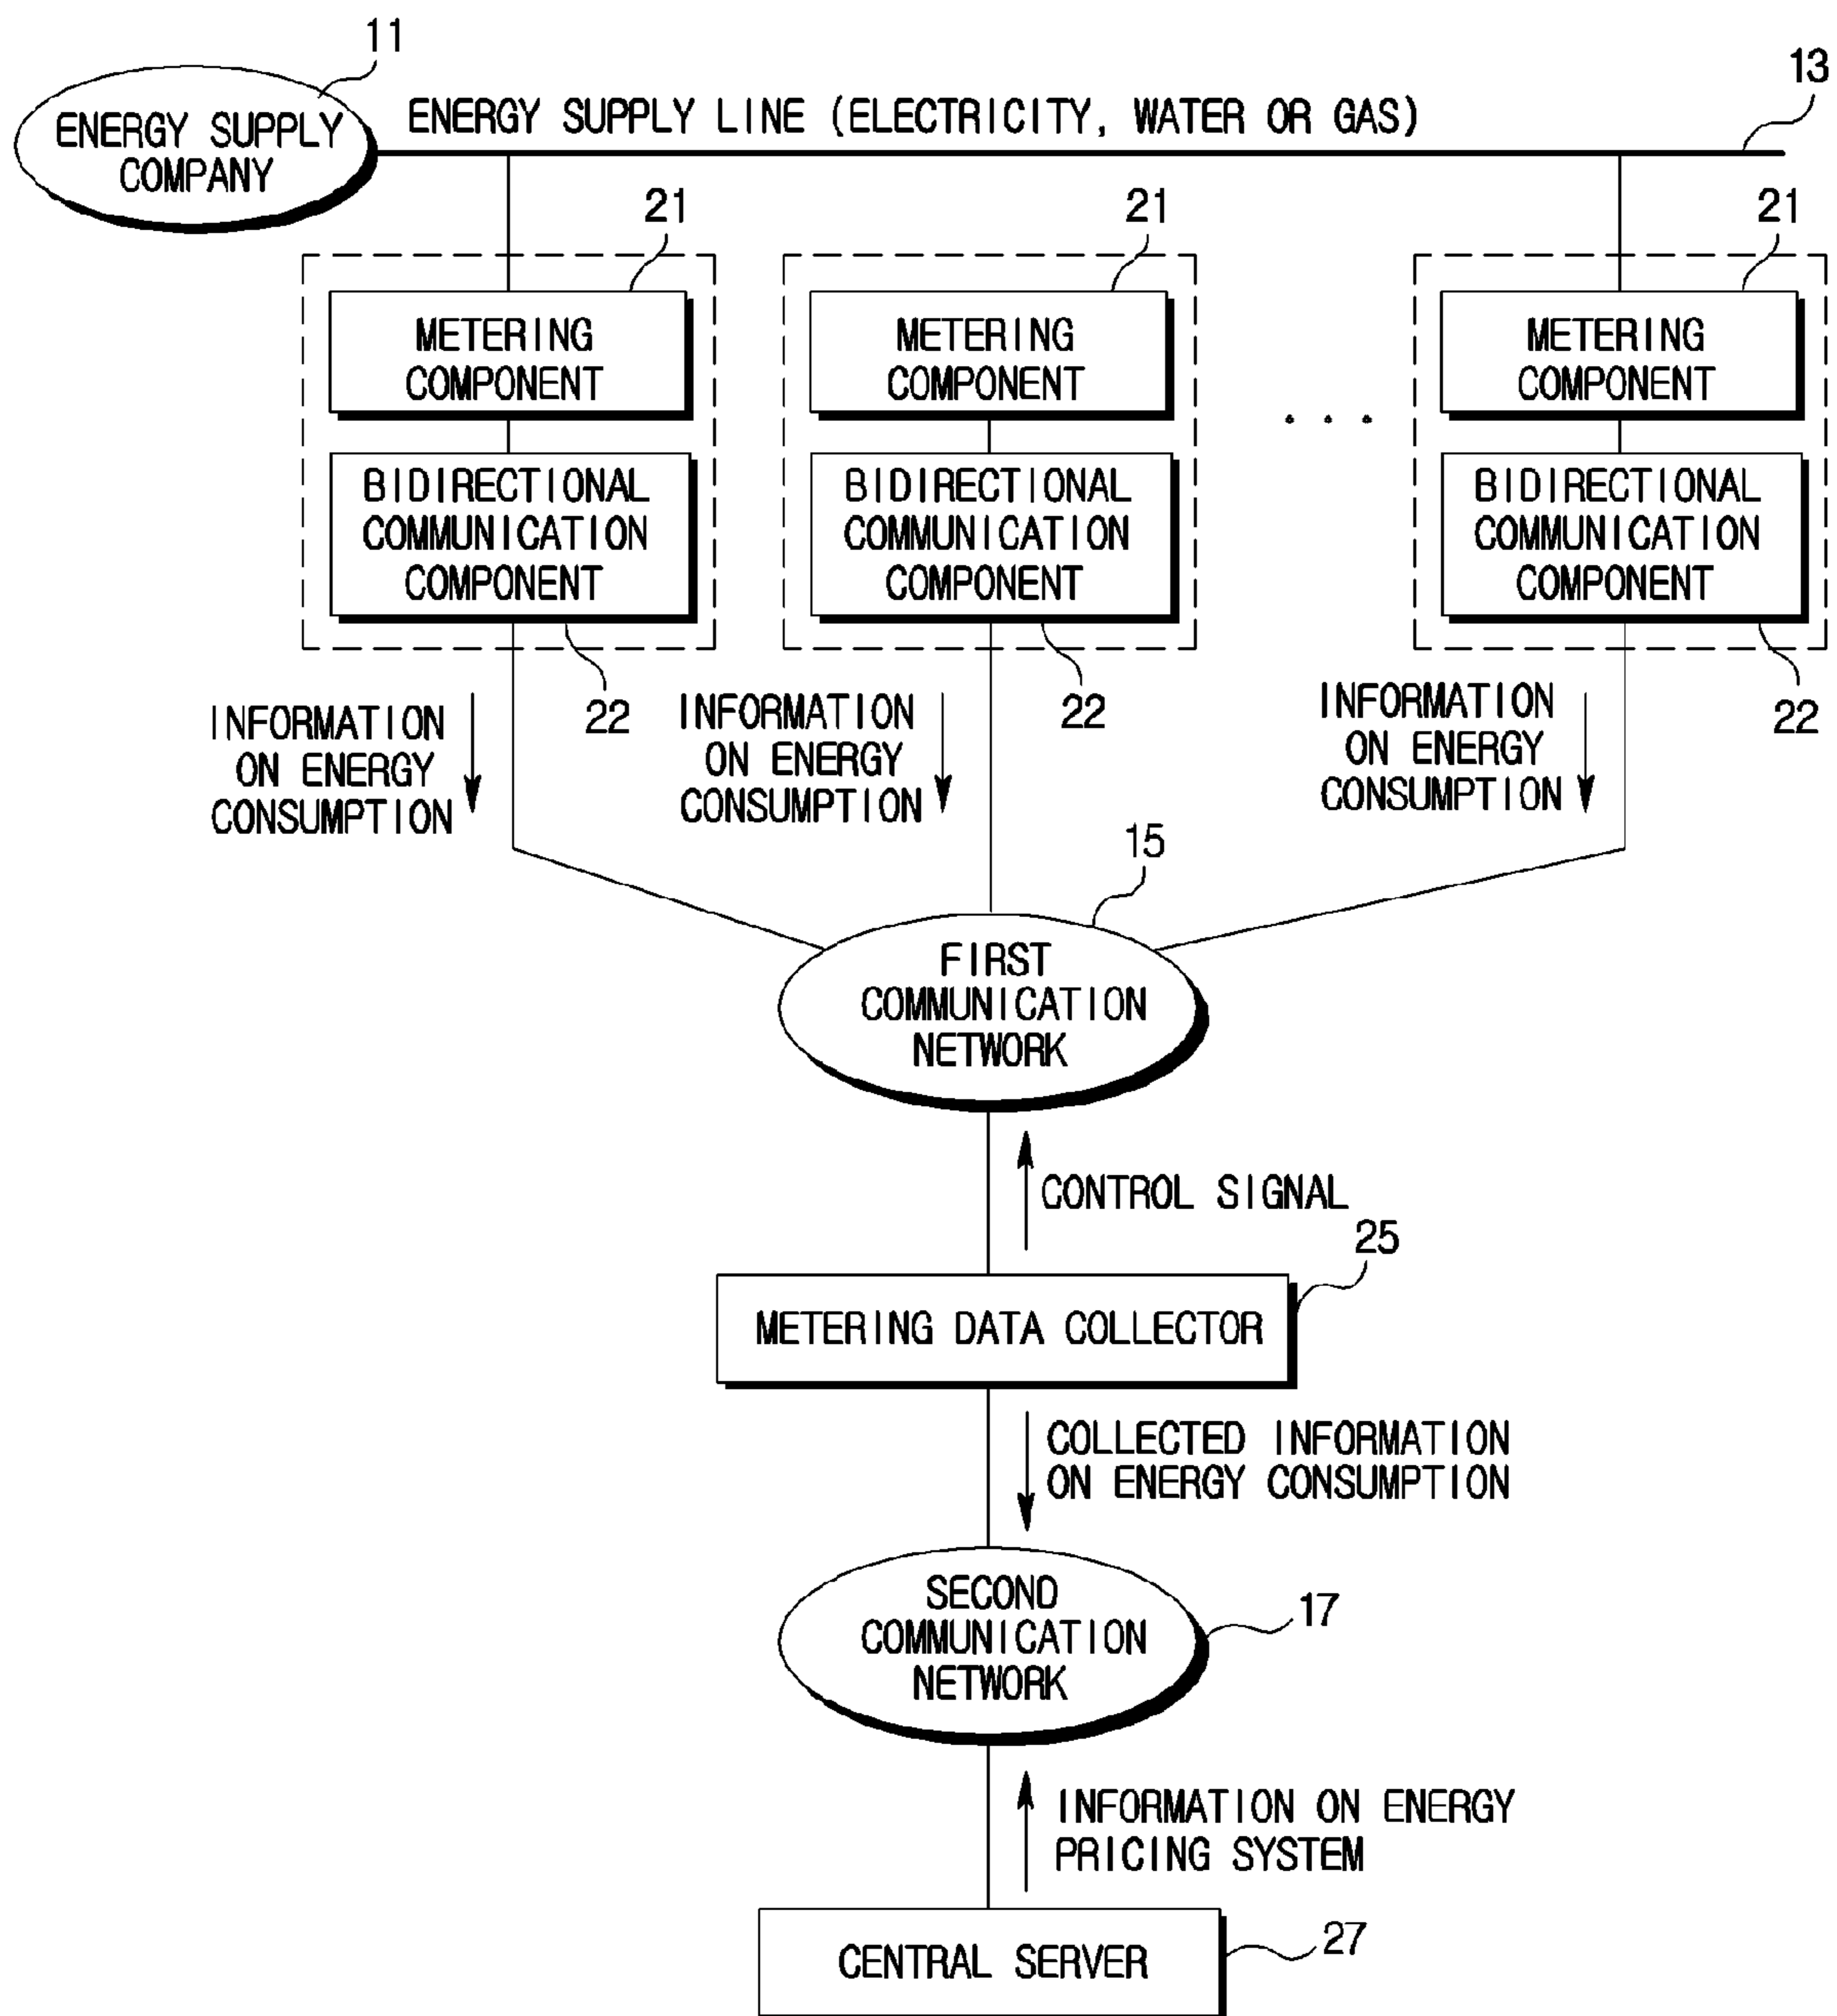 11
ENERGY SUPPLY
COMPANY
ENERGY SUPPLY LINE (ELECTRICITY, WATER OR GAS)
13
21
21
21
METERING
COMPONENT
METERING
COMPONENT
. . .
METERING
COMPONENT
BIDIRECTIONAL
COMMUNICATION
COMPONENT
BIDIRECTIONAL
COMMUNICATION
COMPONENT
BIDIRECTIONAL
COMMUNICATION
COMPONENT
22
22
22
INFORMATION
ON ENERGY
CONSUMPTION
INFORMATION
ON ENERGY
CONSUMPTION
INFORMATION
ON ENERGY
CONSUMPTION
15
FIRST
COMMUNICATION
NETWORK
CONTROL SIGNAL
25
METERING DATA COLLECTOR
COLLECTED INFORMATION
ON ENERGY CONSUMPTION
SECOND
COMMUNICATION
NETWORK
17
INFORMATION ON ENERGY
PRICING SYSTEM
CENTRAL SERVER
27